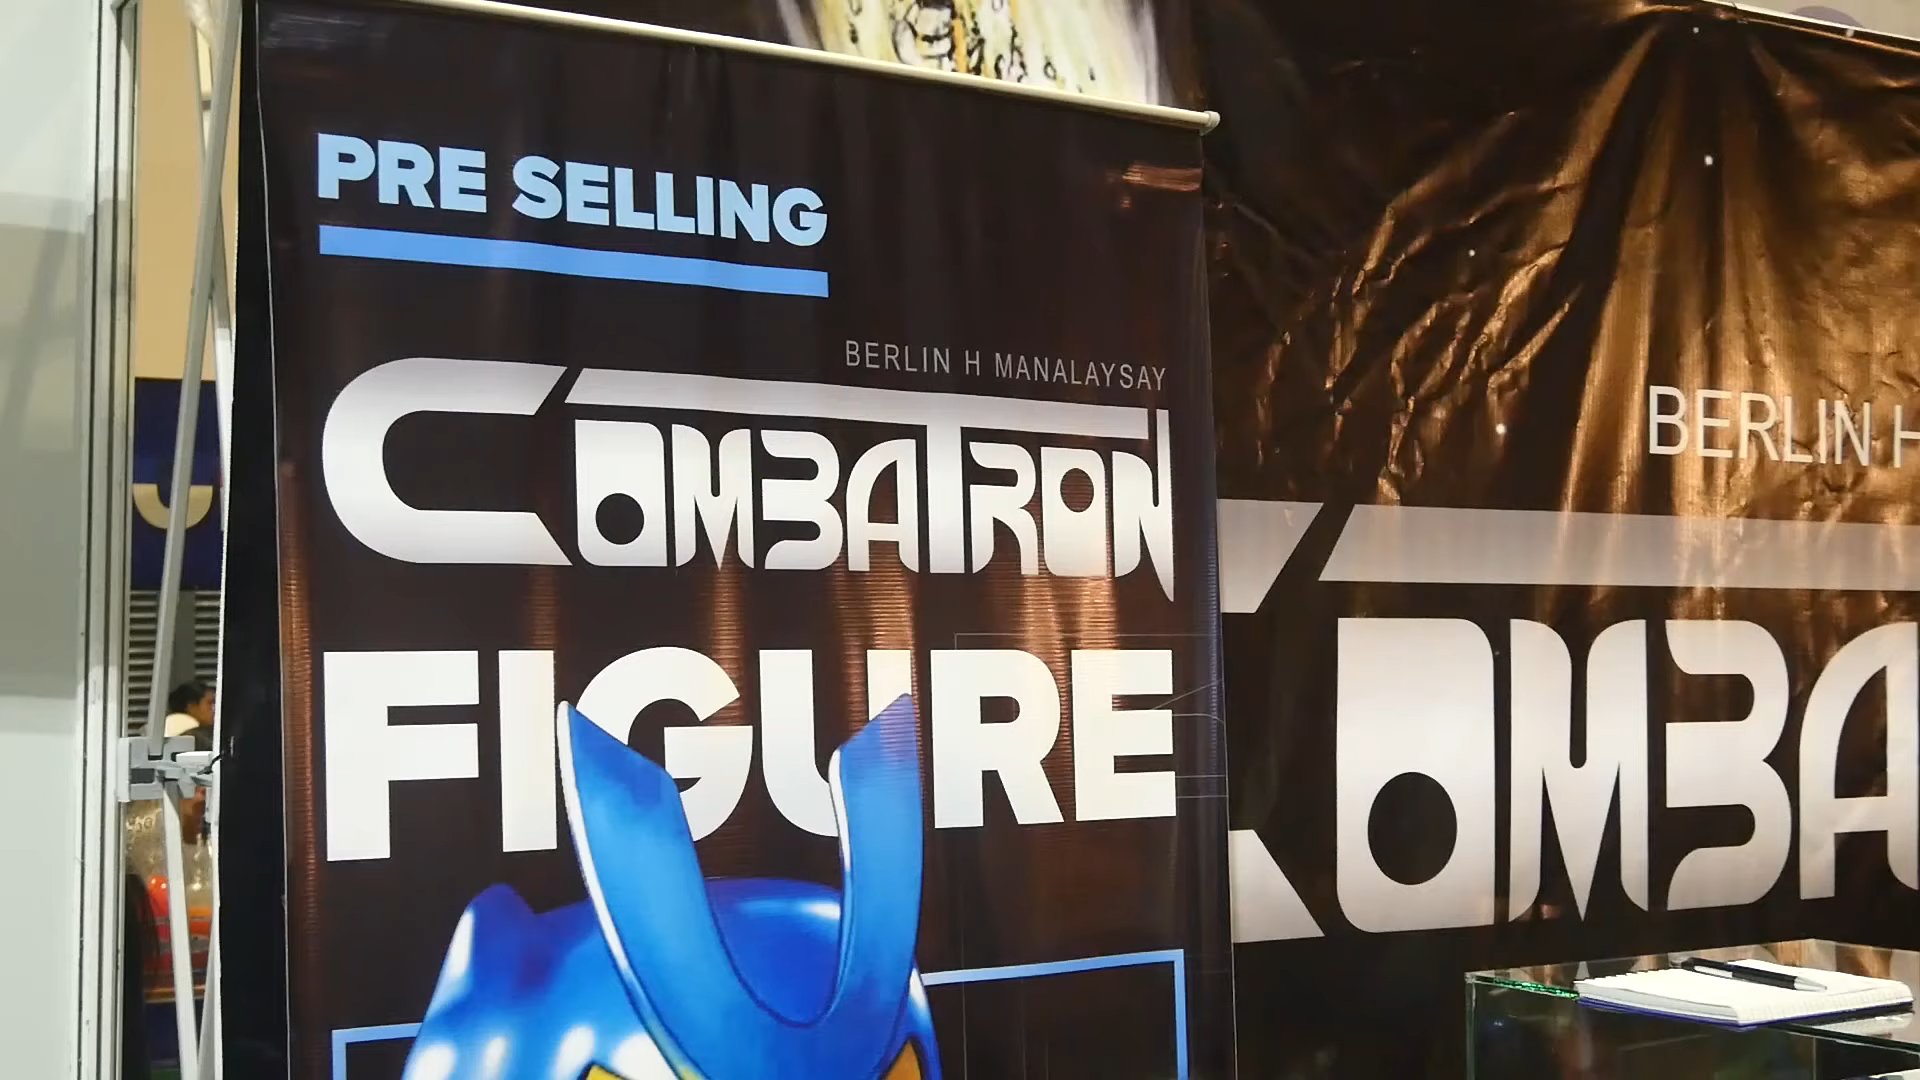 PRE SELLING
BERLIN H MANALAYSAY
COMBATRON
FIGURE
BERLIN H
COMBA